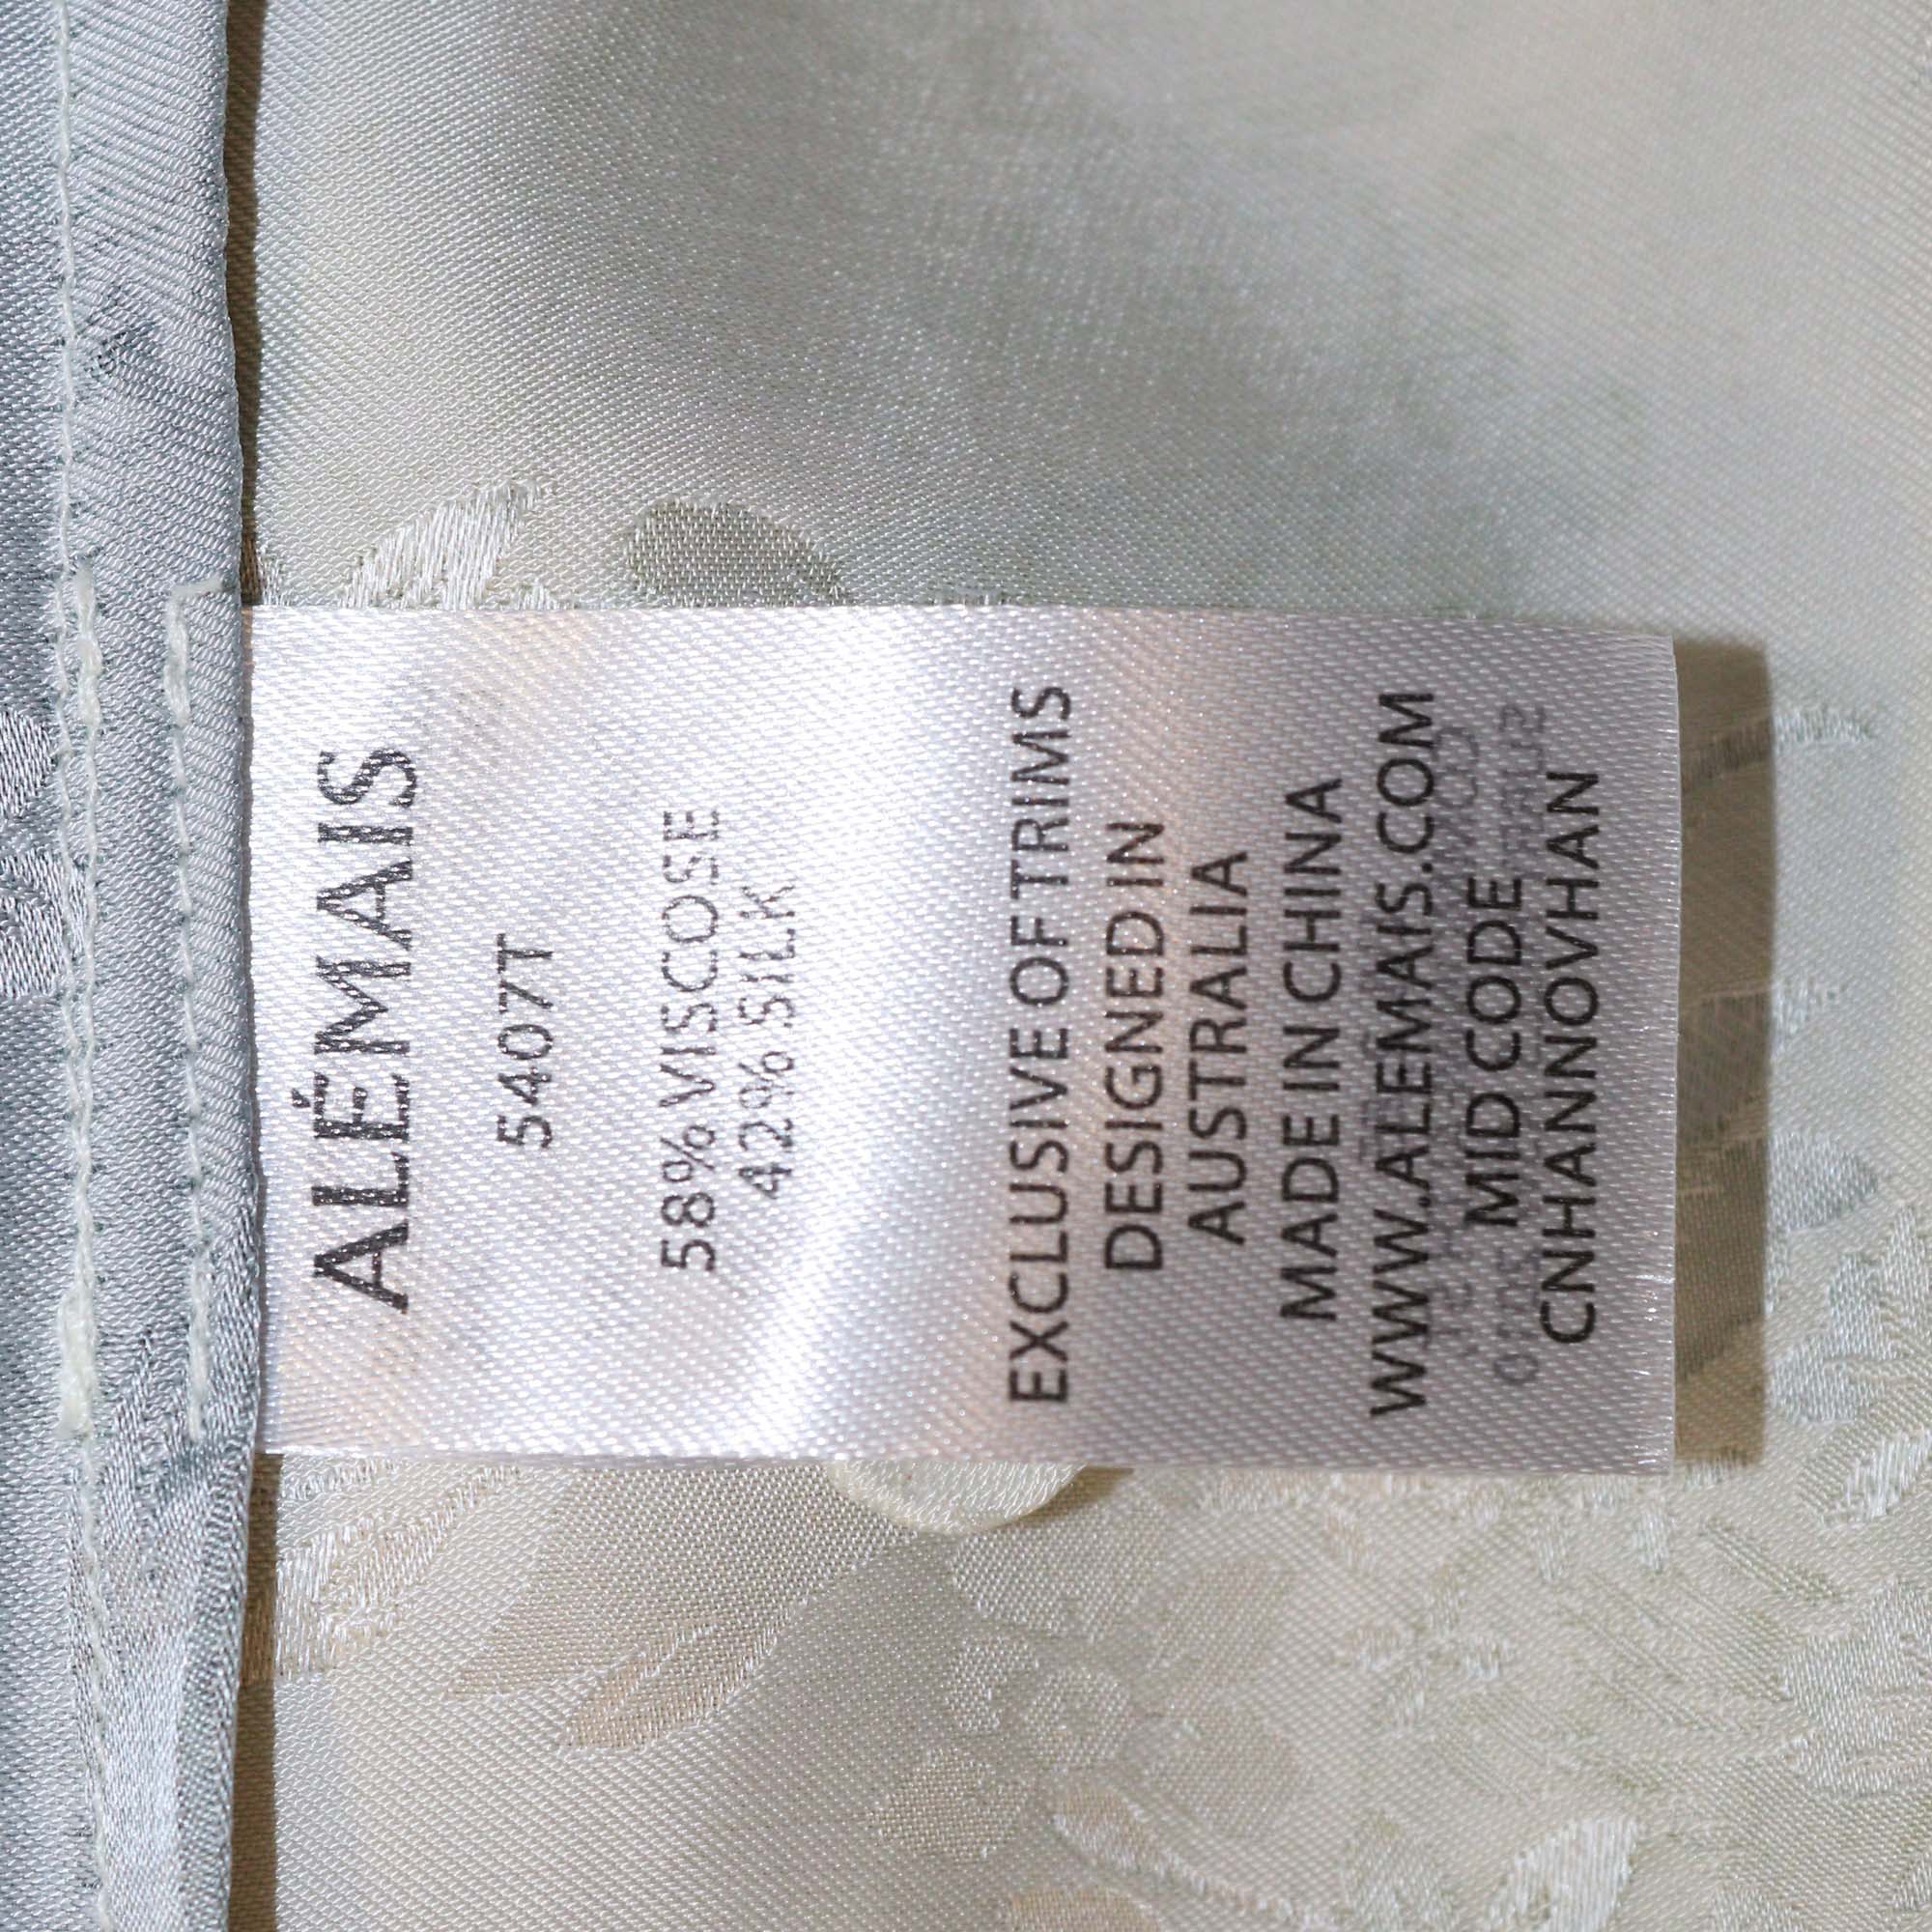 ALÉMAIS
5407T
58% VISCOSE
42% SILK
EXCLUSIVE OF TRIMS
DESIGNED IN
AUSTRALIA
MADE IN CHINA
WWW.ALEMAIS.COM
MID CODE
CNHANNOVHAN